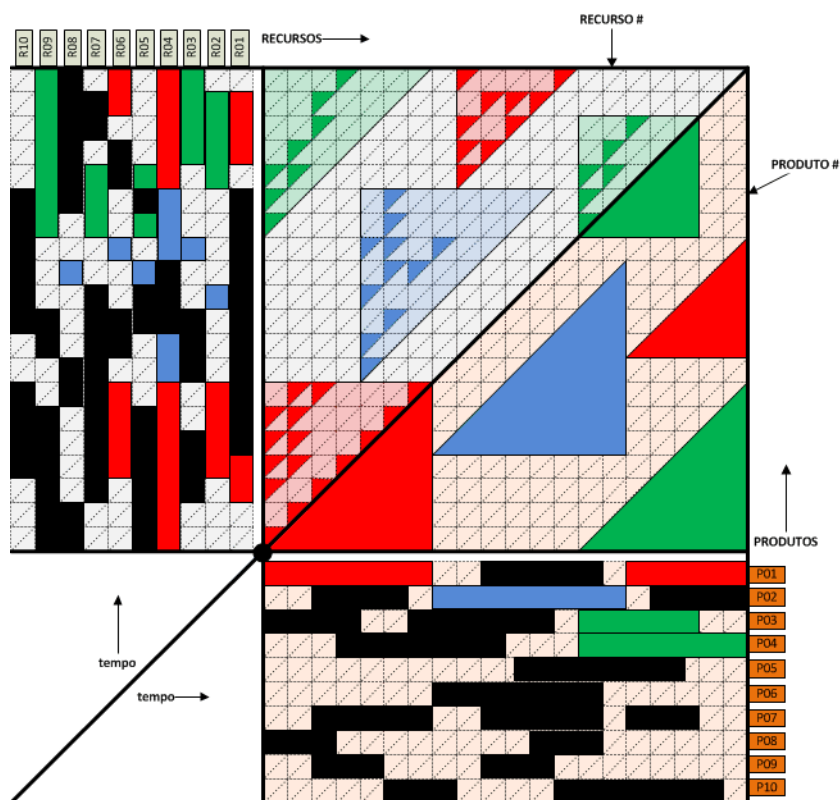 RECURSO #
RECURSOS
R10
R09
R08
R07
R06
R05
R04
R03
R02
R01
PRODUTO #
PRODUTOS
P01
P02
P03
P04
P05
P06
P07
P08
P09
P10
tempo
tempo